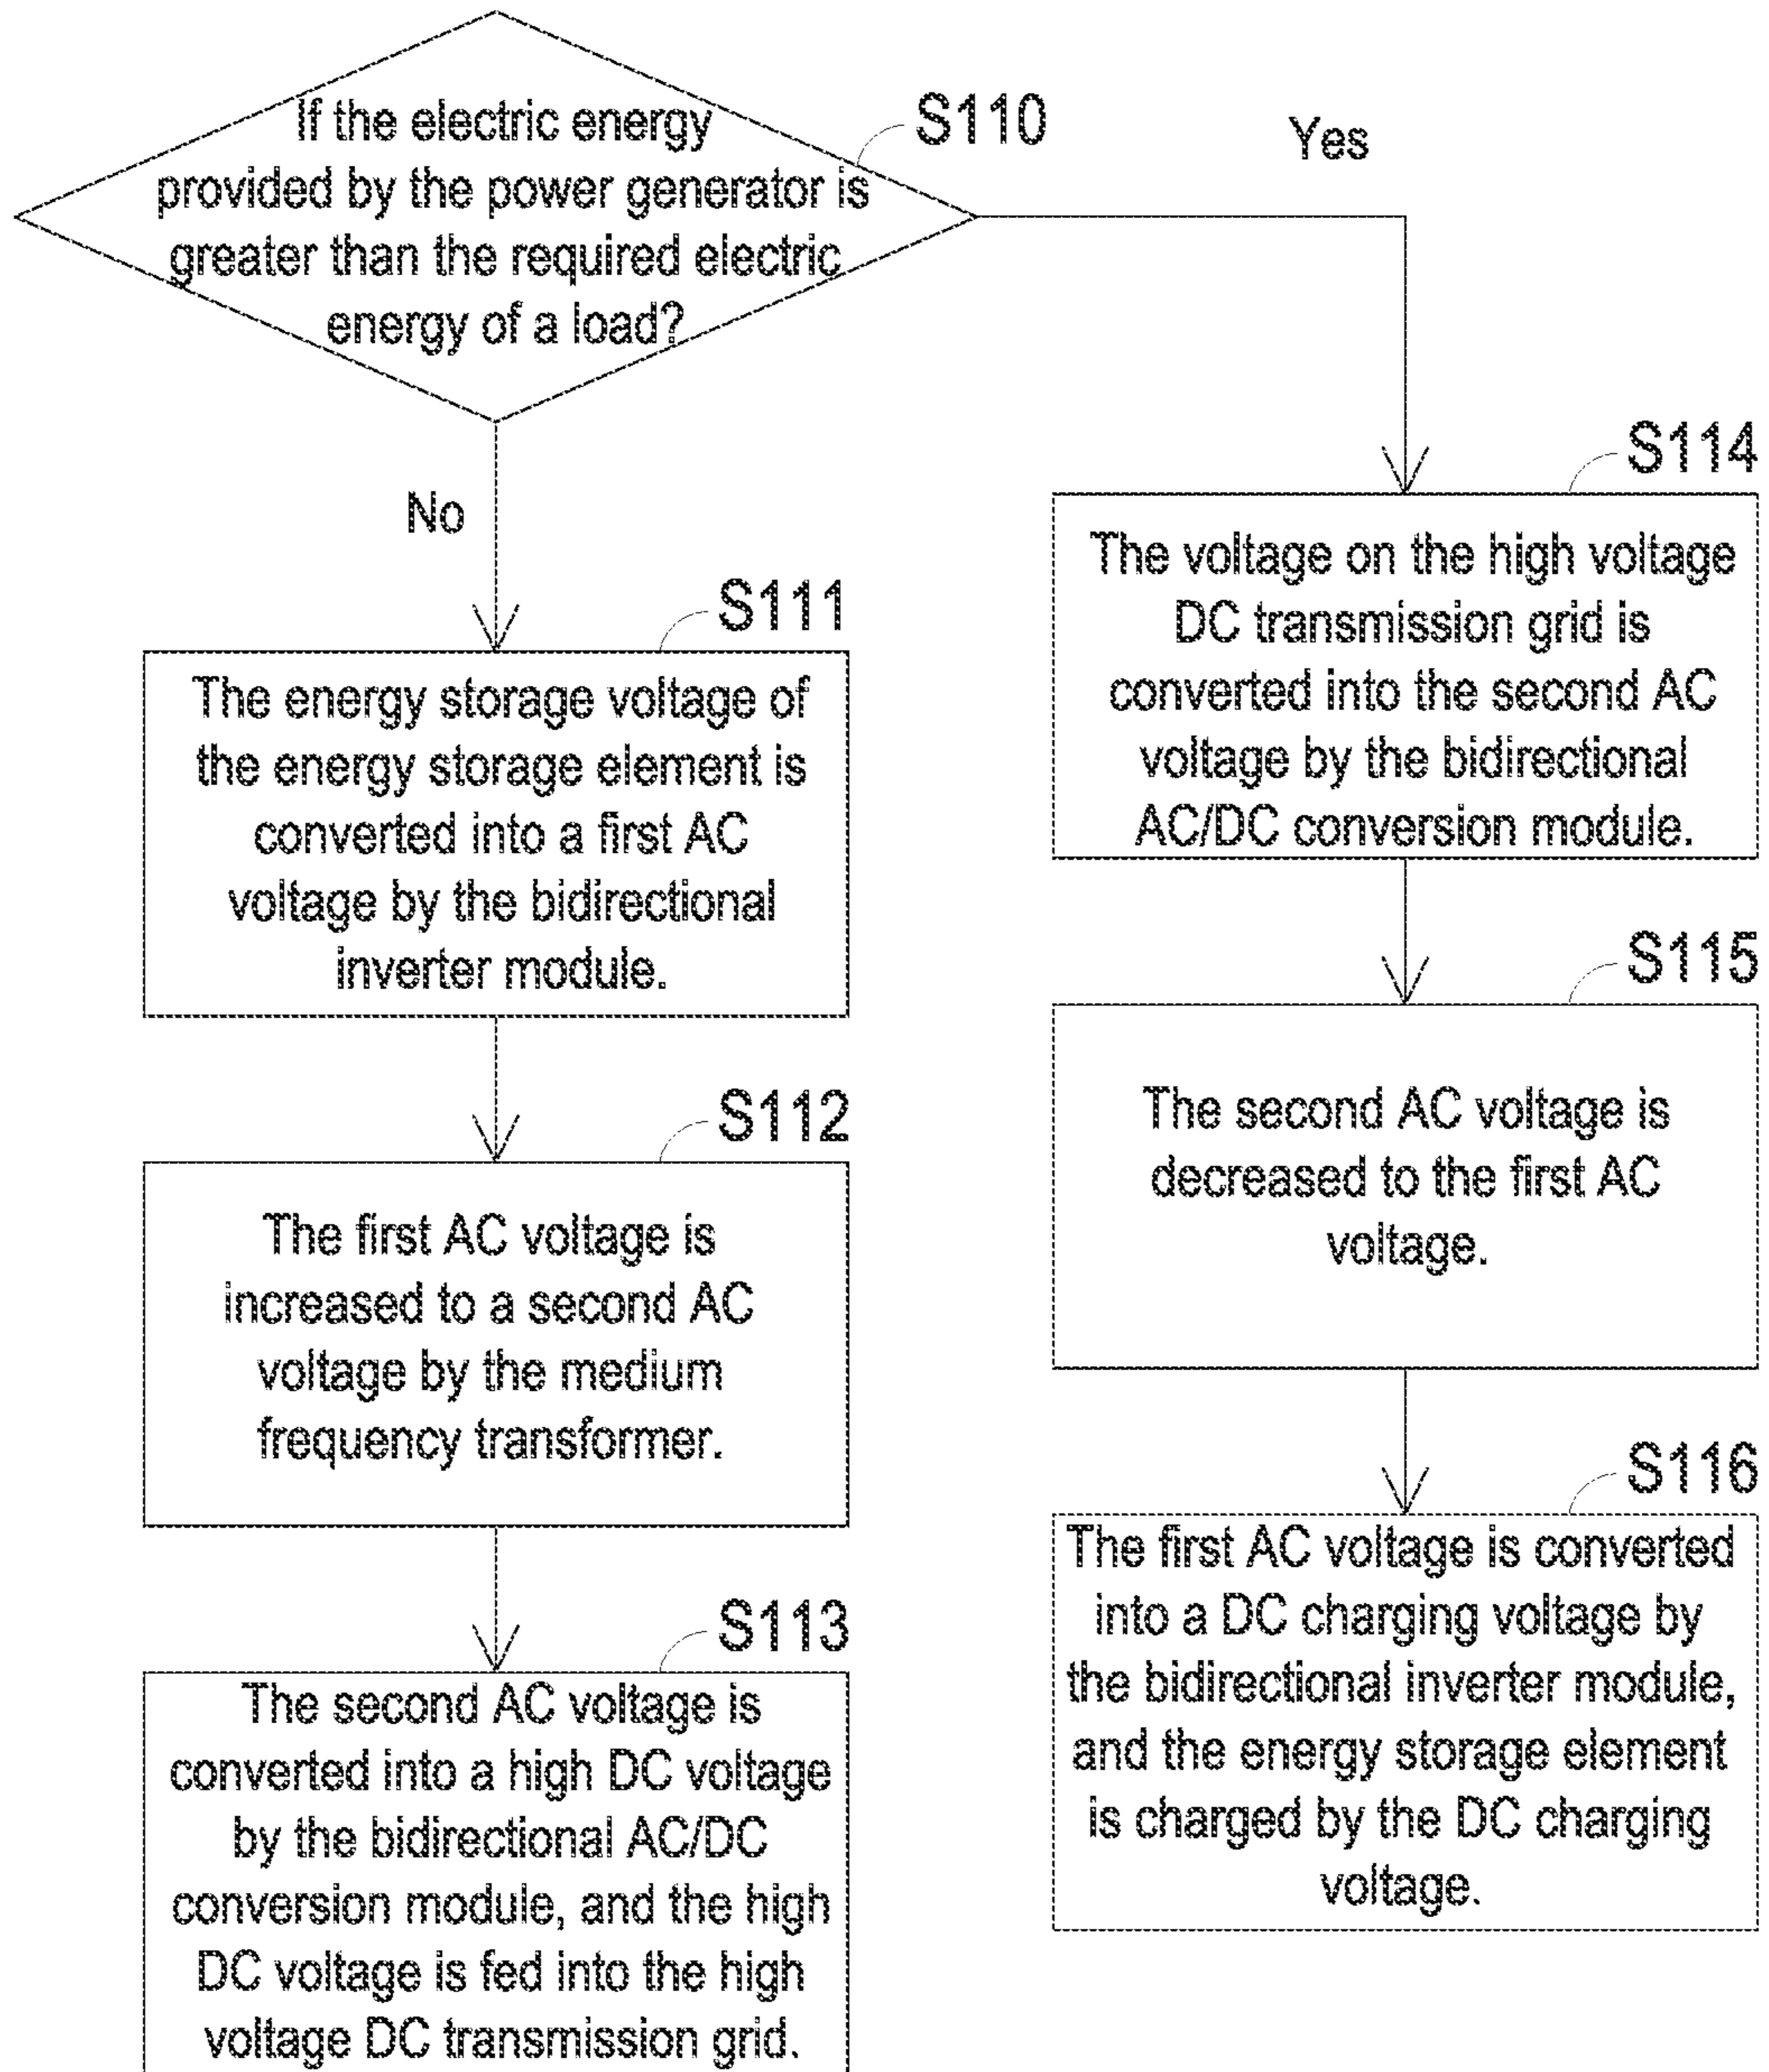 If the electric energy
provided by the power generator is
greater than the required electric
energy of a load?
S110
Yes
No
S111
The energy storage voltage of
the energy storage element is
converted into a first AC
voltage by the bidirectional
inverter module.
S112
The first AC voltage is
increased to a second AC
voltage by the medium
frequency transformer.
S113
The second AC voltage is
converted into a high DC voltage
by the bidirectional AC/DC
conversion module, and the high
DC voltage is fed into the high
voltage DC transmission grid.
S114
The voltage on the high voltage
DC transmission grid is
converted into the second AC
voltage by the bidirectional
AC/DC conversion module.
S115
The second AC voltage is
decreased to the first AC
voltage.
S116
The first AC voltage is converted
into a DC charging voltage by
the bidirectional inverter module,
and the energy storage element
is charged by the DC charging
voltage.